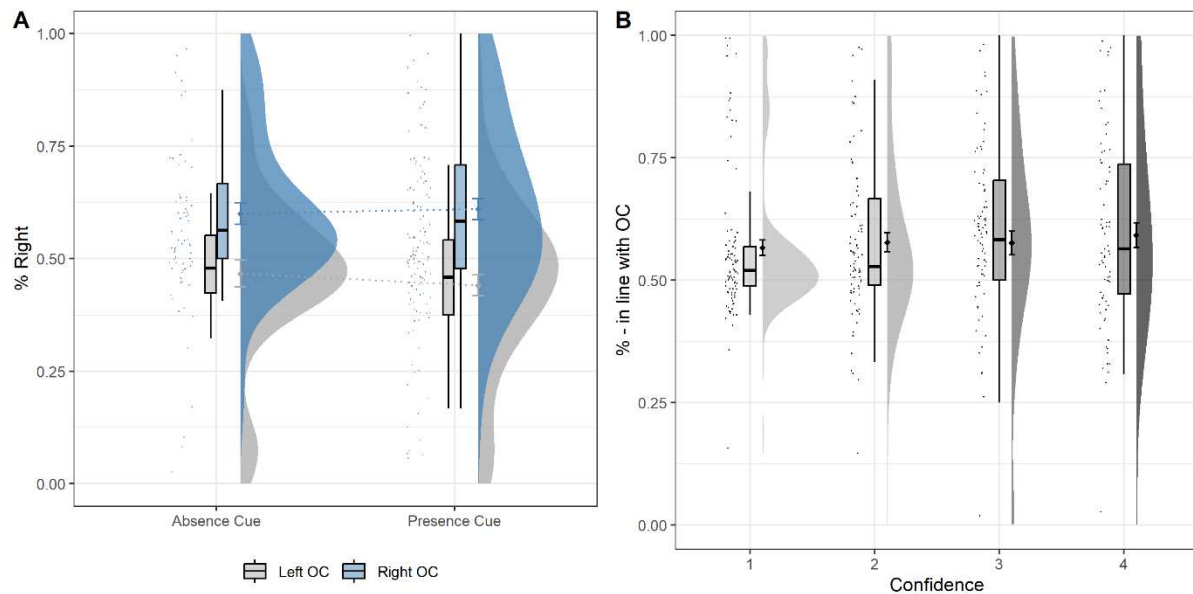 A
% Right
1.00
0.75
0.50
0.25
0.00
Absence Cue
Presence Cue
Left OC
Right OC
B
% - in line with OC
1.00
0.75
0.50
0.25
0.00
1
2
3
4
Confidence